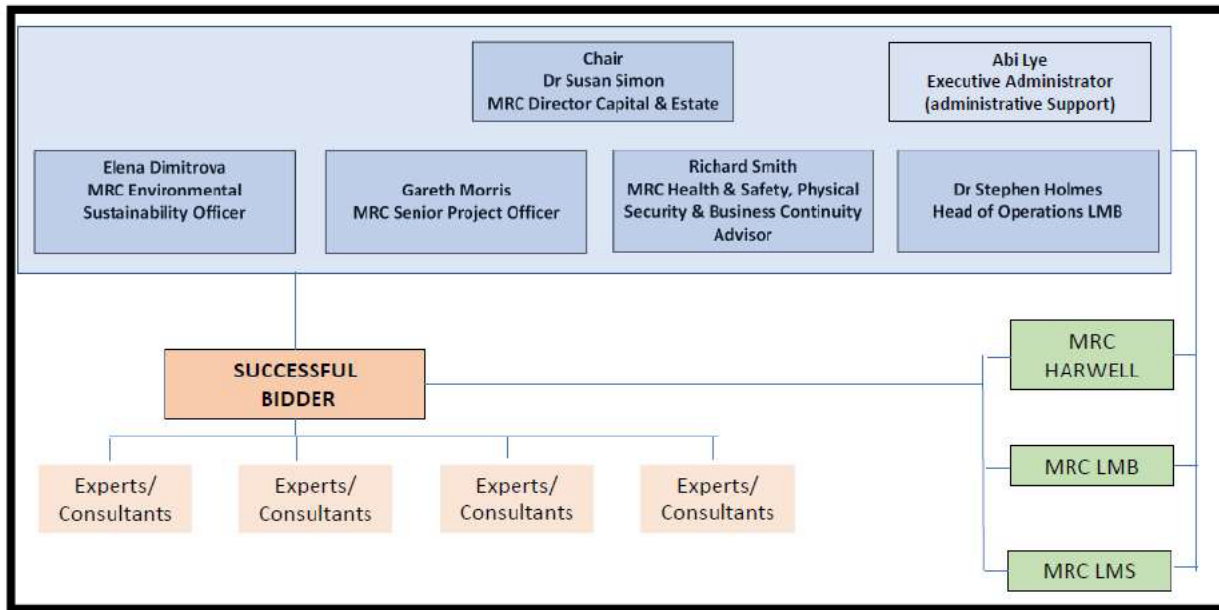 Chair
Dr Susan Simon
MRC Director Capital & Estate
Abi Lye
Executive Administrator
(administrative Support)
Elena Dimitrova
MRC Environmental
Sustainability Officer
Gareth Morris
MRC Senior Project Officer
Richard Smith
MRC Health & Safety, Physical
Security & Business Continuity
Advisor
Dr Stephen Holmes
Head of Operations LMB
SUCCESSFUL
BIDDER
MRC
HARWELL
MRC LMB
MRC LMS
Experts/
Consultants
Experts/
Consultants
Experts/
Consultants
Experts/
Consultants